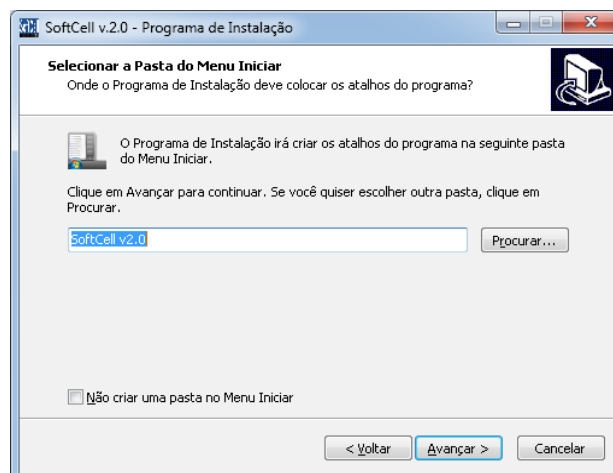 SoftCell v.2.0 - Programa de Instalação
Selecionar a Pasta do Menu Iniciar
Onde o Programa de Instalação deve colocar os atalhos do programa?
O Programa de Instalação irá criar os atalhos do programa na seguinte pasta
do Menu Iniciar.
Clique em Avançar para continuar. Se você quiser escolher outra pasta, clique em
Procurar.
SoftCell v2.0
Procurar...
Não criar uma pasta no Menu Iniciar
< Voltar
Avançar >
Cancelar